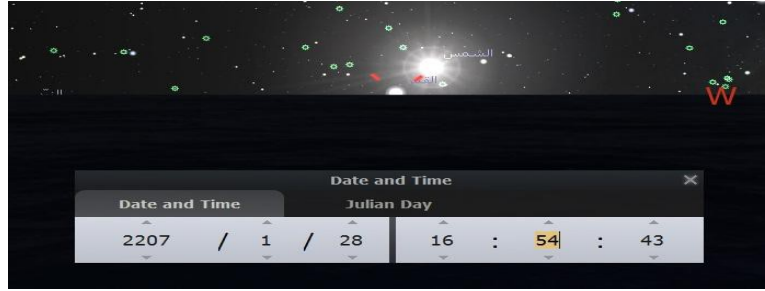 الشمس
W
Date and Time
Date and Time Julian Day
2207 / 1 / 28 16 : 54 : 43